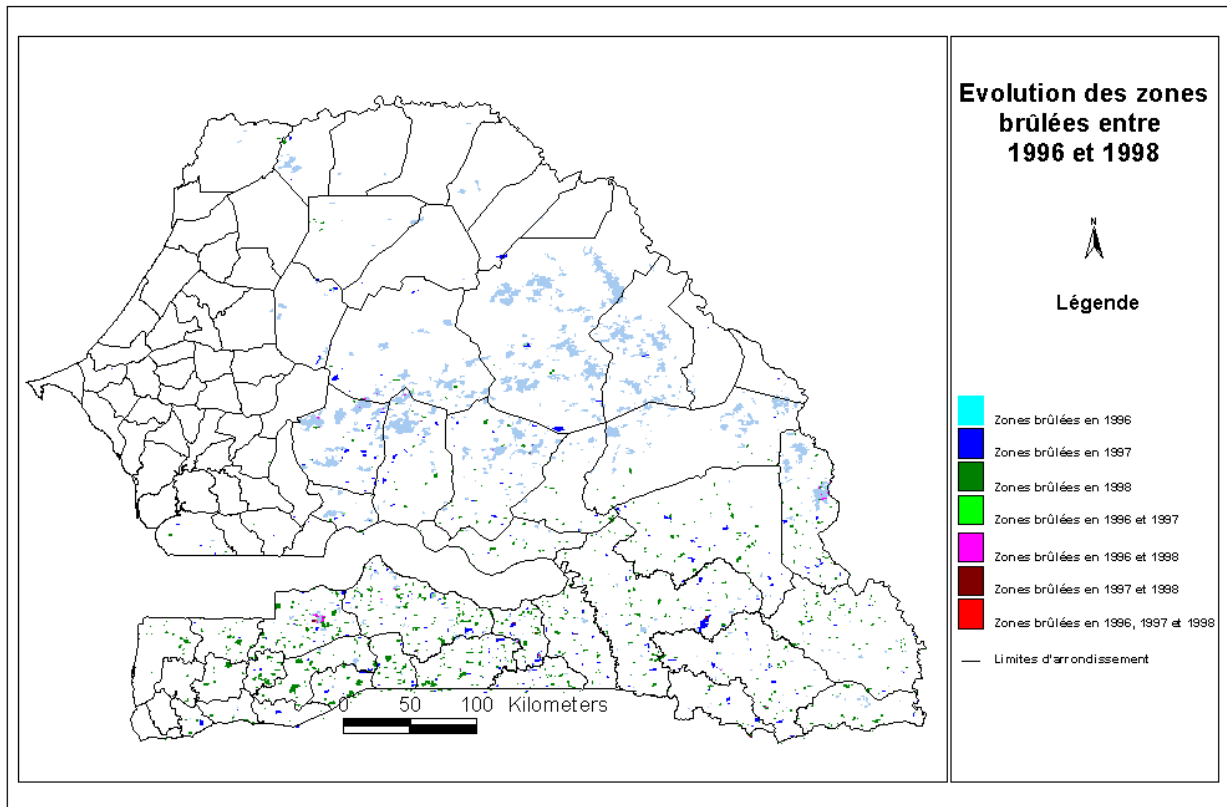 Evolution des zones
brûlées entre
1996 et 1998
N
Légende
Zones brûlées en 1996
Zones brûlées en 1997
Zones brûlées en 1998
Zones brûlées en 1996 et 1997
Zones brûlées en 1996 et 1998
Zones brûlées en 1997 et 1998
Zones brûlées en 1996, 1997 et 1998
Limites d'arrondissement
0 50 100 Kilometers